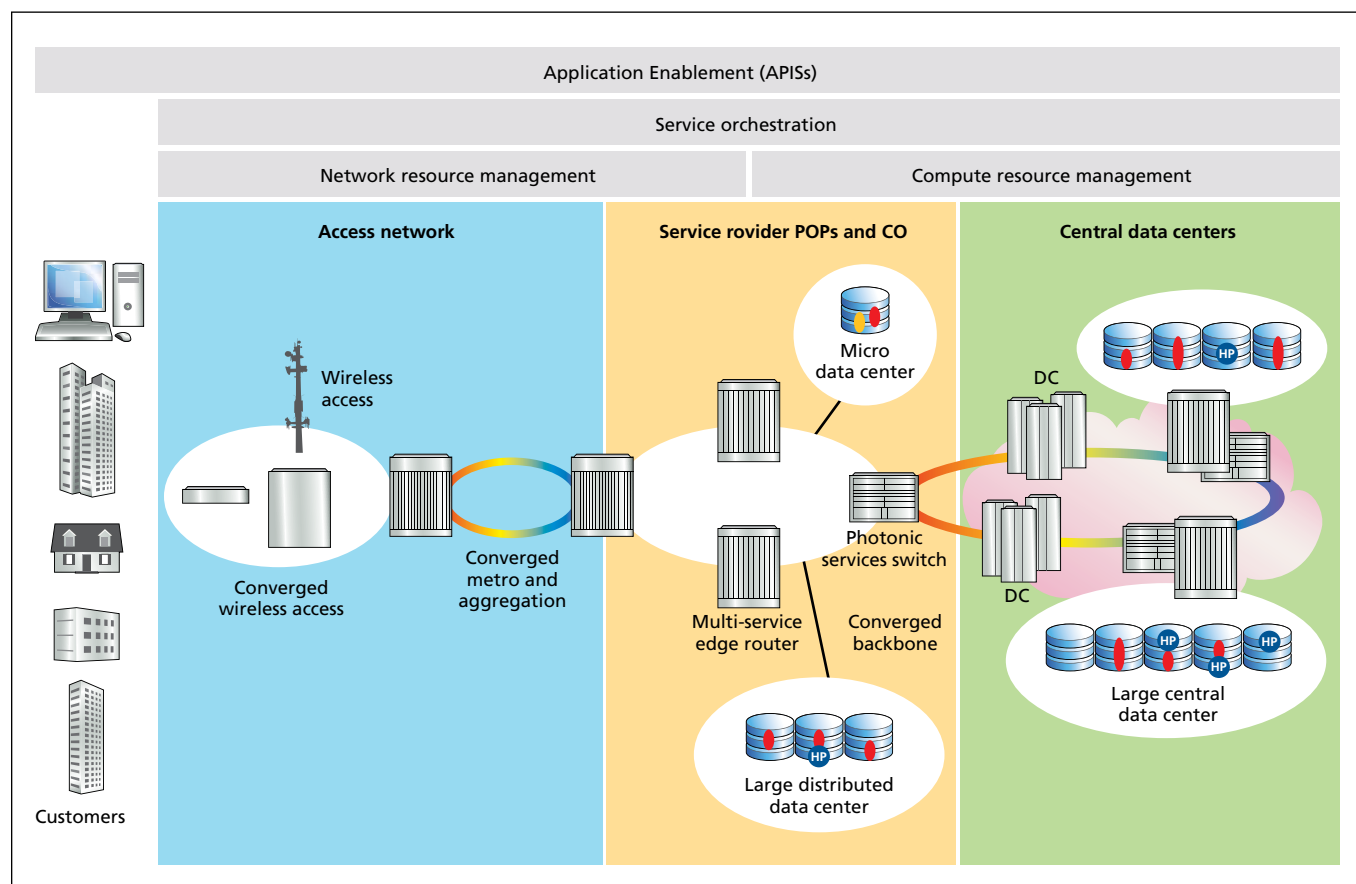 Application Enablement (APISs)
Service orchestration
Network resource management
Compute resource management
Access network
Service rovider POPs and CO
Central data centers
Wireless
access
Converged
wireless access
Converged
metro and
aggregation
Micro
data center
Multi-service
edge router
Photonic
services switch
Converged
backbone
HP
Large distributed
data center
HP
DC
DC
HP
HP
HP
Large central
data center
Customers